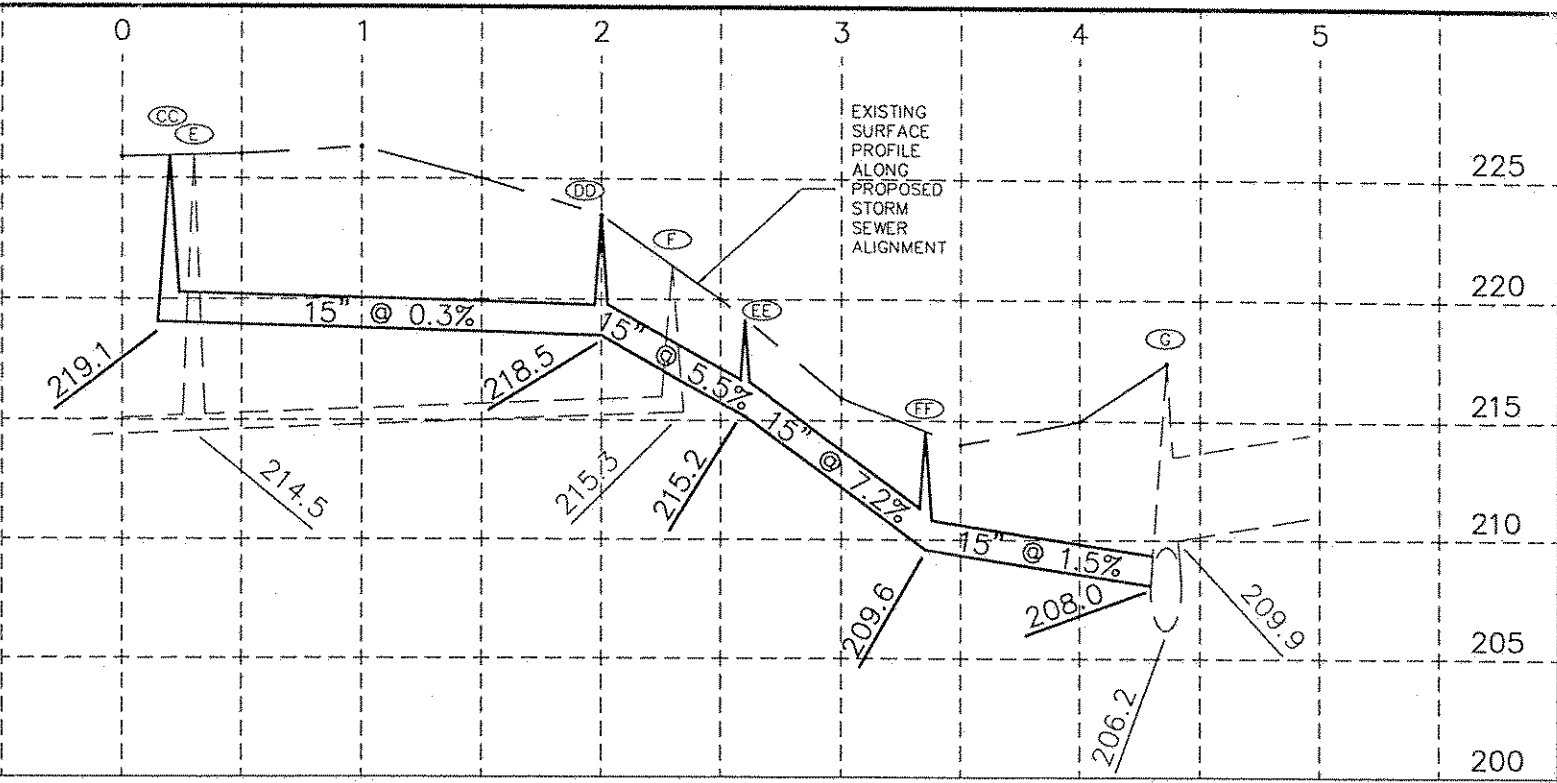 0 1 2 3 4 5
CC
E
DD
F
EE
FF
G
EXISTING
SURFACE
PROFILE
ALONG
PROPOSED
STORM
SEWER
ALIGNMENT
225
220
215
210
205
200
15" @ 0.3%
15" @ 5.5%
15" @ 7.2%
15" @ 1.5%
219.1
218.5
214.5
215.3
215.2
209.6
208.0
209.9
206.2